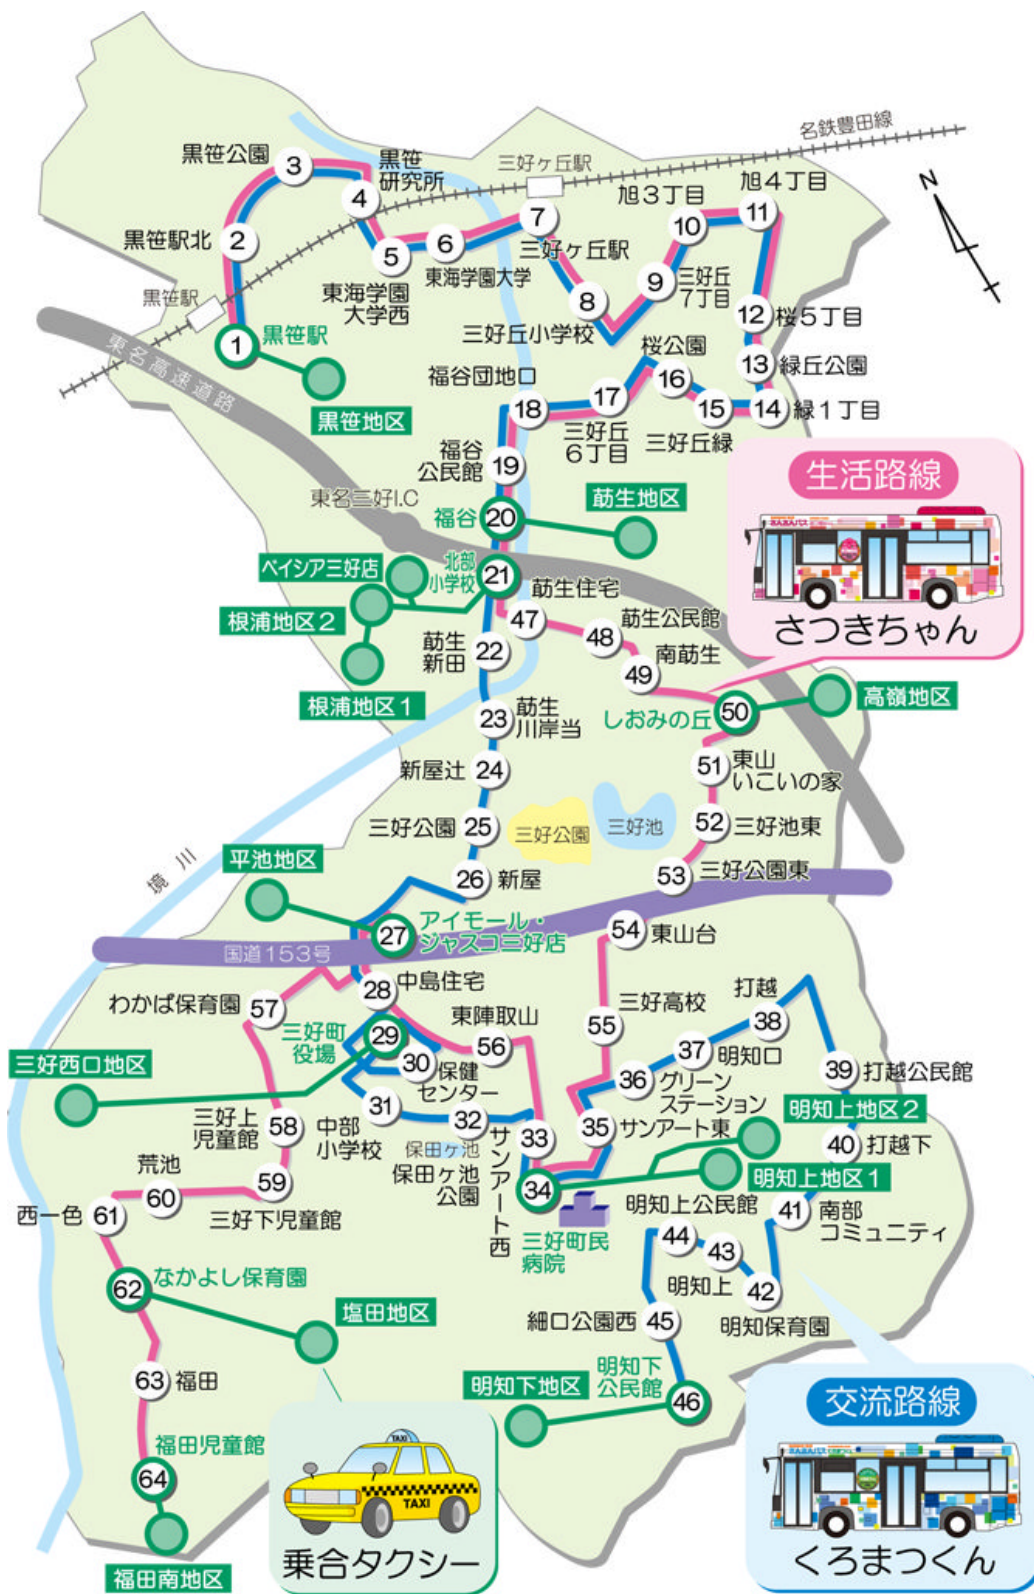 名鉄豊田線
黒笹公園
3
黒笹
研究所
三好ヶ丘駅
4
旭3丁目
旭4丁目
N
黒笹駅北
2
5
6
7
10
11
東海学園大学
三好ヶ丘駅
東海学園
大学西
9
三好丘
7丁目
黒笹駅
8
三好丘小学校
12
桜5丁目
1
黒笹駅
東名高速道路
桜公園
13
緑丘公園
福谷団地口
16
黒笹地区
18
17
15
14
緑1丁目
三好丘
6丁目
三好丘緑
福谷
公民館
19
東名三好I.C
福谷
20
莇生地区
生活路線
さんさんバス
さつきちゃん
ベイシア三好店
北部
小学校
21
莇生住宅
根浦地区2
47
莇生公民館
48
莇生
新田
22
南莇生
49
根浦地区1
高嶺地区
しおみの丘
50
23
莇生
川岸当
新屋辻
24
51
東山
いこいの家
三好公園
25
三好公園
三好池
52
三好池東
境川
平池地区
26
新屋
53
三好公園東
27
アイモール・
ジャスコ三好店
54
東山台
国道153号
わかば保育園
57
28
中島住宅
三好高校
打越
三好町
役場
29
東陣取山
56
55
38
37
明知口
三好西口地区
30
保健
センター
36
グリーン
ステーション
39
打越公民館
三好上
児童館
58
31
中部
小学校
32
保田ヶ池
保田ヶ池
公園
33
サンアート西
35
サンアート東
明知上地区2
40
打越下
荒池
59
34
明知上地区1
西一色
61
60
三好下児童館
三好町民
病院
明知上公民館
41
南部
コミュニティ
44
43
明知上
42
明知保育園
62
なかよし保育園
塩田地区
細口公園西
45
63
福田
明知下地区
明知下
公民館
46
福田児童館
64
福田南地区
TAXI
TAXI
乗合タクシー
交流路線
さんさんバス
くろまつくん